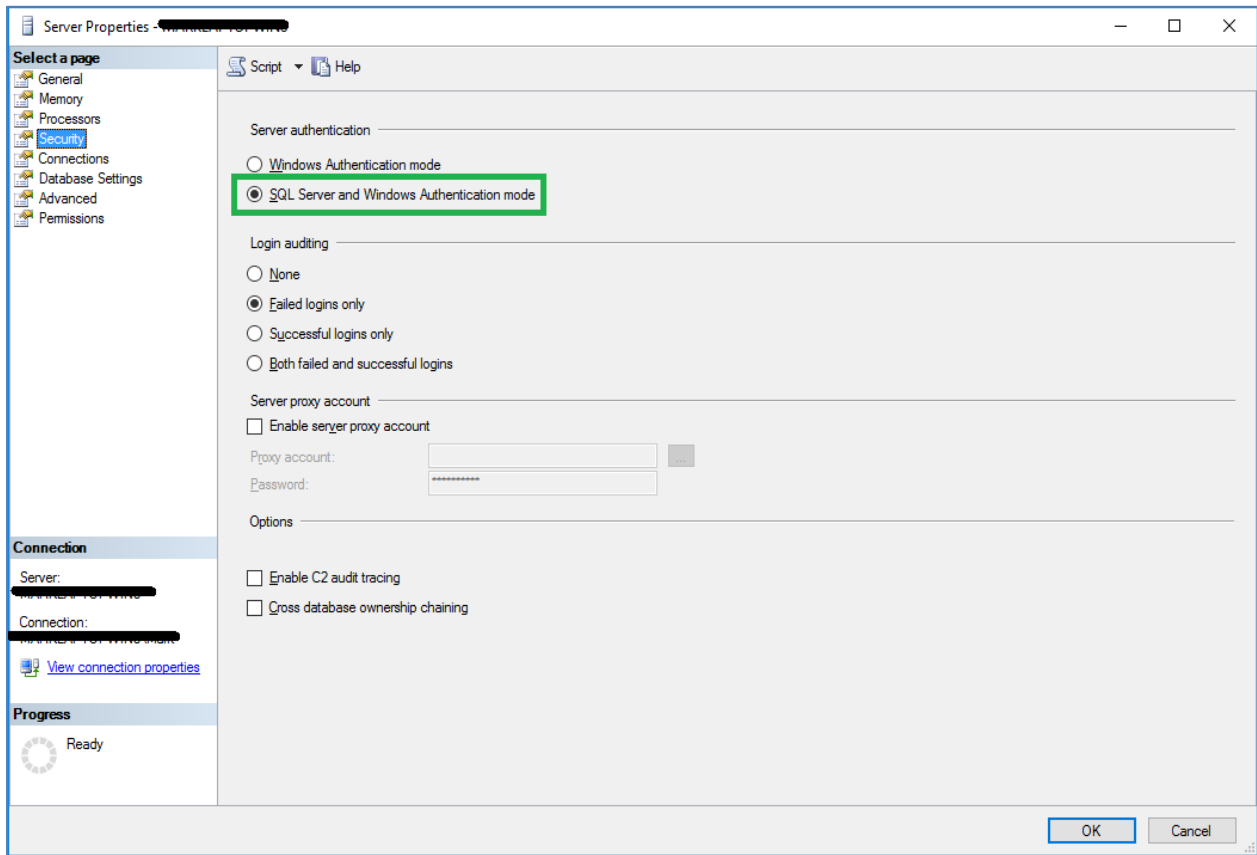 Server Properties -
Select a page
General
Memory
Processors
Security
Connections
Database Settings
Advanced
Permissions
Script Help
Server authentication
Windows Authentication mode
SQL Server and Windows Authentication mode
Login auditing
None
Failed logins only
Successful logins only
Both failed and successful logins
Server proxy account
Enable server proxy account
Proxy account:
...
Password:
**********
Options
Enable C2 audit tracing
Cross database ownership chaining
Connection
Server:
Connection:
View connection properties
Progress
Ready
OK Cancel